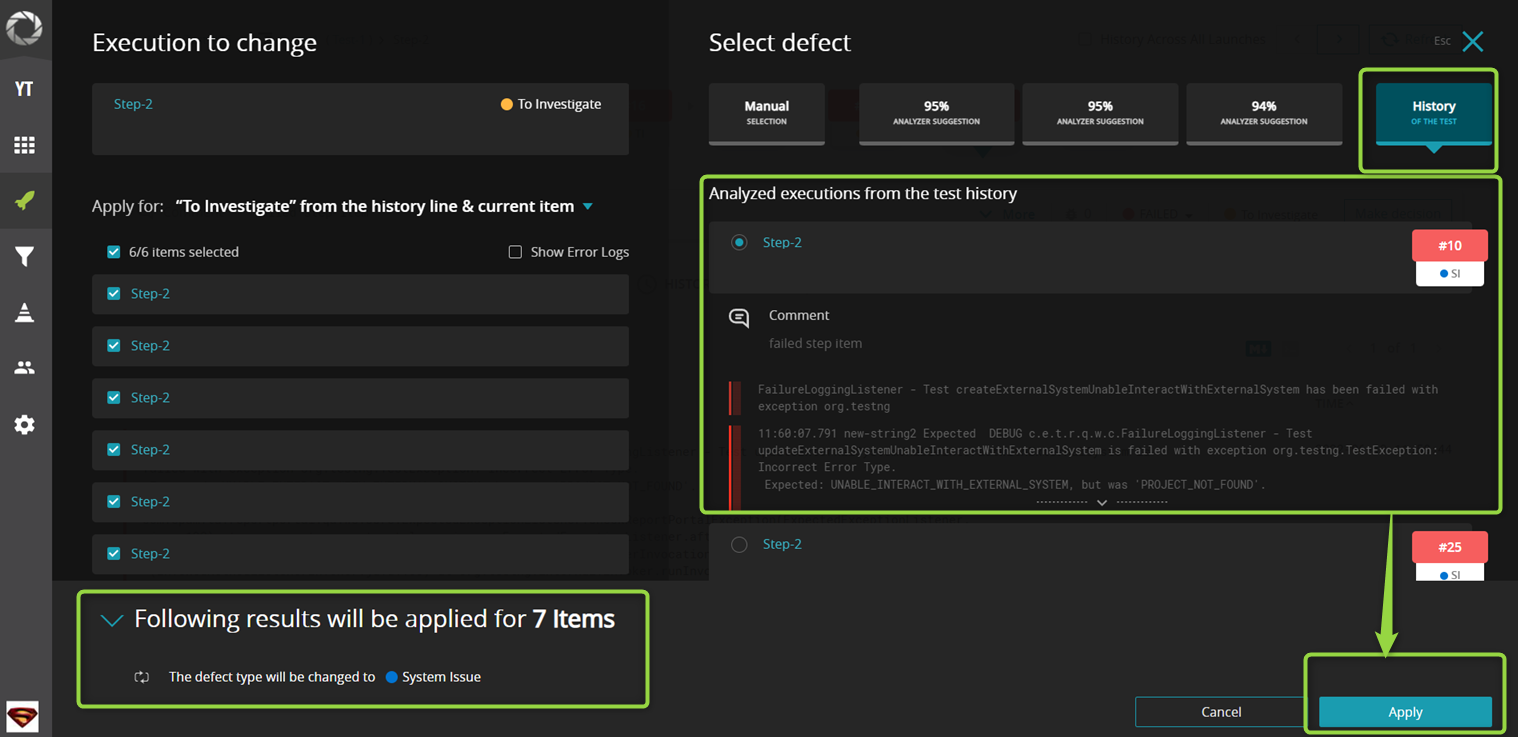 YT
Execution to change
Step-2
To Investigate
Apply for: “To Investigate” from the history line & current item
6/6 items selected
Show Error Logs
Step-2
Step-2
Step-2
Step-2
Step-2
Step-2
Following results will be applied for 7 Items
The defect type will be changed to System Issue
Select defect
Esc
Manual
SELECTION
95%
ANALYZER SUGGESTION
95%
ANALYZER SUGGESTION
94%
ANALYZER SUGGESTION
History
OF THE TEST
Analyzed executions from the test history
Step-2
#10
SI
Comment
failed step item
FailureLoggingListener - Test createExternalSystemUnableInteractWithExternalSystem has been failed with
exception org.testng
11:60:07.791 new-string2 Expected  DEBUG c.e.t.r.q.w.c.FailureLoggingListener - Test
updateExternalSystemUnableInteractWithExternalSystem is failed with exception org.testng.TestException:
Incorrect Error Type.
Expected: UNABLE_INTERACT_WITH_EXTERNAL_SYSTEM, but was 'PROJECT_NOT_FOUND'.
Step-2
#25
SI
Cancel
Apply